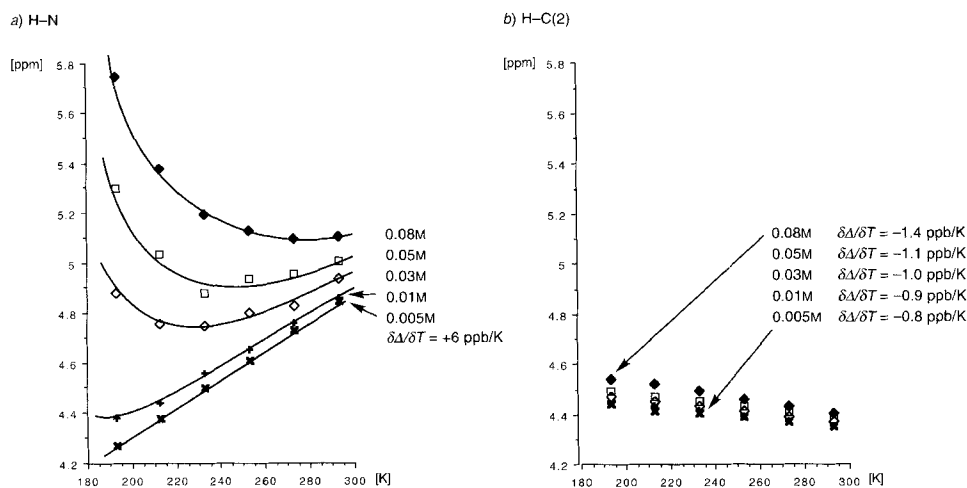 a) H–N
[ppm]
5.8
5.6
5.4
5.2
5
4.8
4.6
4.4
4.2
180 200 220 240 260 280 300 [K]
0.08M
0.05M
0.03M
0.01M
0.005M
δΔ/δT = +6 ppb/K
b) H–C(2)
[ppm]
5.8
5.6
5.4
5.2
5
4.8
4.6
4.4
4.2
180 200 220 240 260 280 300 [K]
0.08M δΔ/δT = –1.4 ppb/K
0.05M δΔ/δT = –1.1 ppb/K
0.03M δΔ/δT = –1.0 ppb/K
0.01M δΔ/δT = –0.9 ppb/K
0.005M δΔ/δT = –0.8 ppb/K